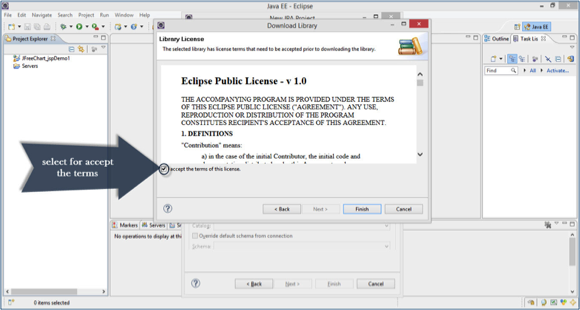 Java EE - Eclipse
File Edit Navigate Search Project Run Window Help
New JPA Project
Java EE
Project Explorer
JFreeChart_jspDemo1
Servers
Download Library
Library License
The selected library has license terms that need to be accepted prior to downloading the library.
Eclipse Public License - v 1.0
THE ACCOMPANYING PROGRAM IS PROVIDED UNDER THE TERMS
OF THIS ECLIPSE PUBLIC LICENSE ("AGREEMENT"). ANY USE,
REPRODUCTION OR DISTRIBUTION OF THE PROGRAM
CONSTITUTES RECIPIENT'S ACCEPTANCE OF THIS AGREEMENT.
1. DEFINITIONS
"Contribution" means:
a) in the case of the initial Contributor, the initial code and
select for accept
the terms
accept the terms of this license.
< Back Next > Finish Cancel
Outline Task Lis
Find All Activate...
Markers Servers
No operations to display at this
Catalog:
Override default schema from connection
Schema:
< Back Next > Finish Cancel
0 items selected